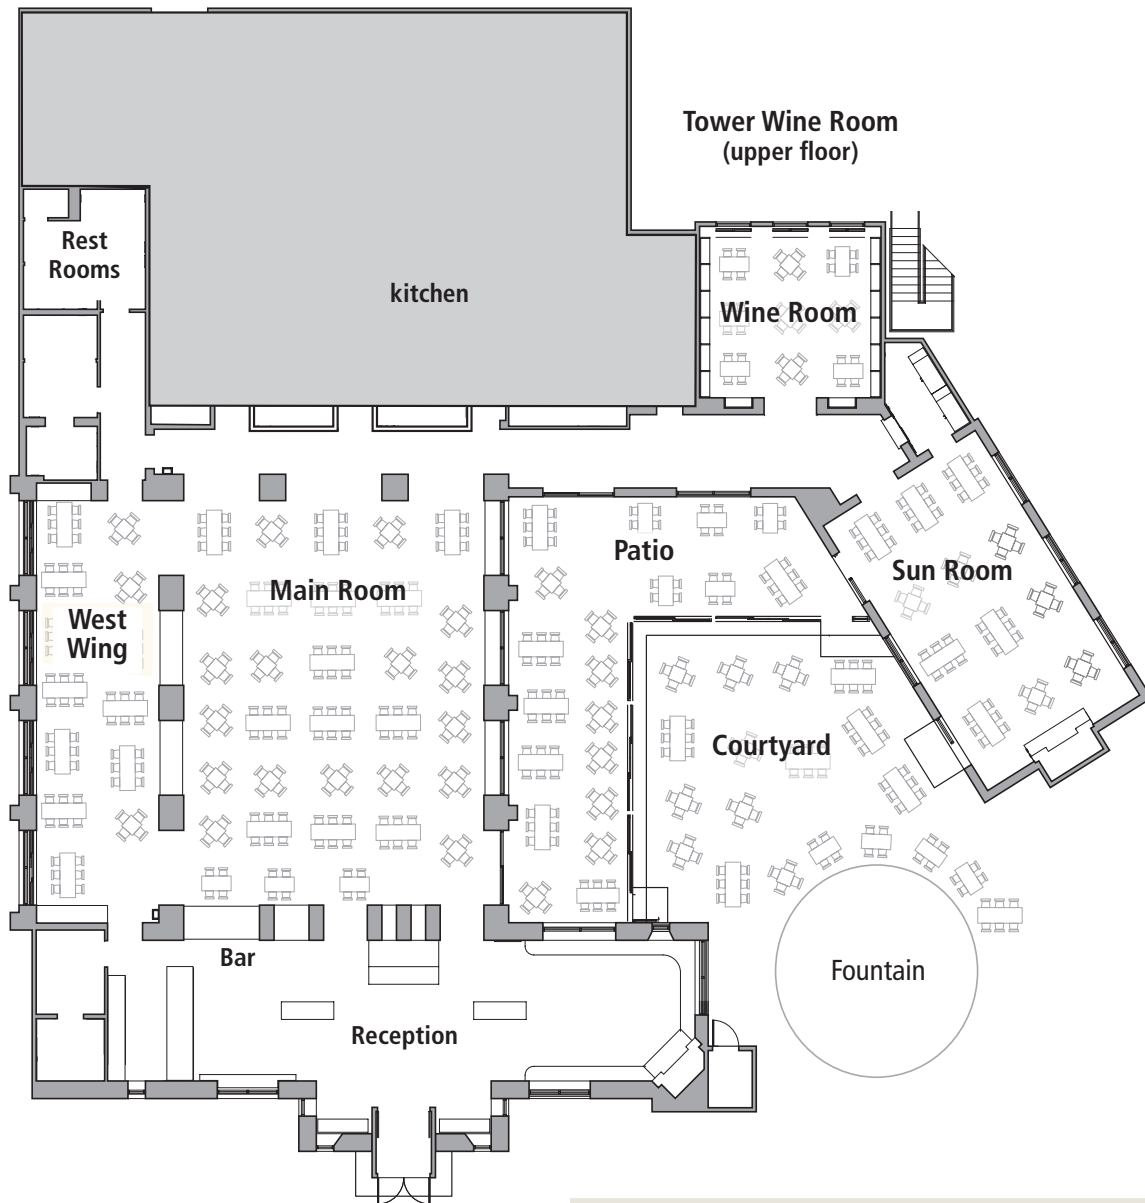 Tower Wine Room
(upper floor)
Rest
Rooms
kitchen
Wine Room
Main Room
Patio
Sun Room
West
Wing
Courtyard
Bar
Fountain
Reception